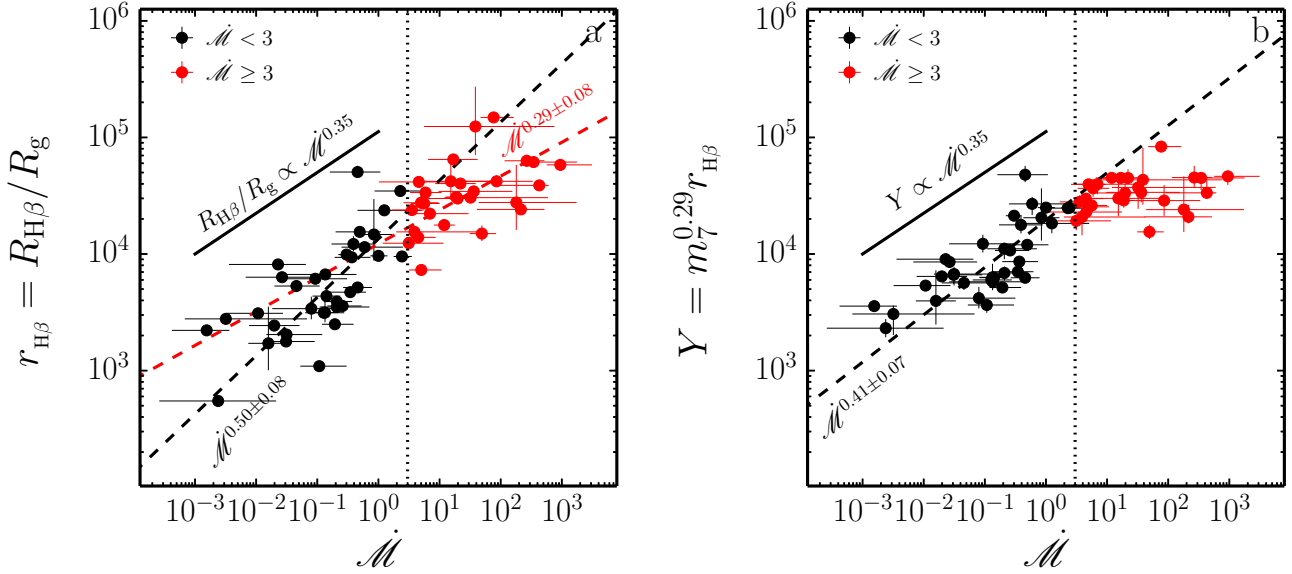 a
ℳ̇ < 3
ℳ̇ ≥ 3
R_Hβ/R_g ∝ ℳ̇^0.35
ℳ̇^0.29±0.08
ℳ̇^0.50±0.08
r_Hβ = R_Hβ/R_g
10^6
10^5
10^4
10^3
10^−3 10^−2 10^−1 10^0 10^1 10^2 10^3
ℳ̇
b
ℳ̇ < 3
ℳ̇ ≥ 3
Y ∝ ℳ̇^0.35
ℳ̇^0.41±0.07
Y = m_7^0.29 r_Hβ
10^6
10^5
10^4
10^3
10^−3 10^−2 10^−1 10^0 10^1 10^2 10^3
ℳ̇